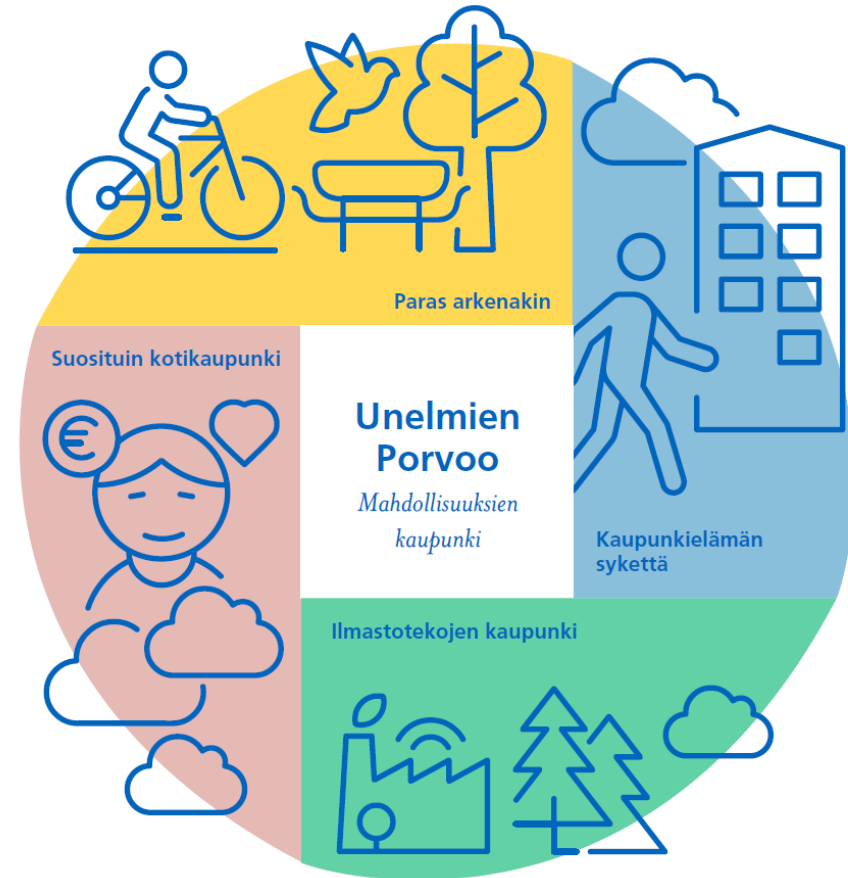 Paras arkenakin
Suosituin kotikaupunki
€
Unelmien
Porvoo
Mahdollisuuksien
kaupunki
Kaupunkielämän
sykettä
Ilmastotekojen kaupunki